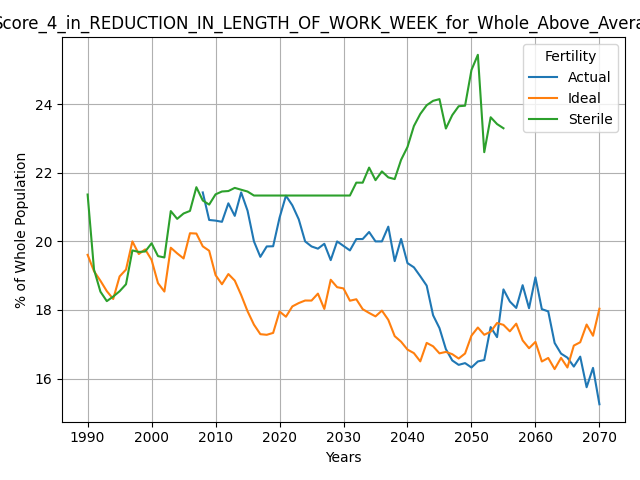 Score_4_in_REDUCTION_IN_LENGTH_OF_WORK_WEEK_for_Whole_Above_Avera
Fertility
Actual
Ideal
Sterile
% of Whole Population
24
22
20
18
16
1990 2000 2010 2020 2030 2040 2050 2060 2070
Years